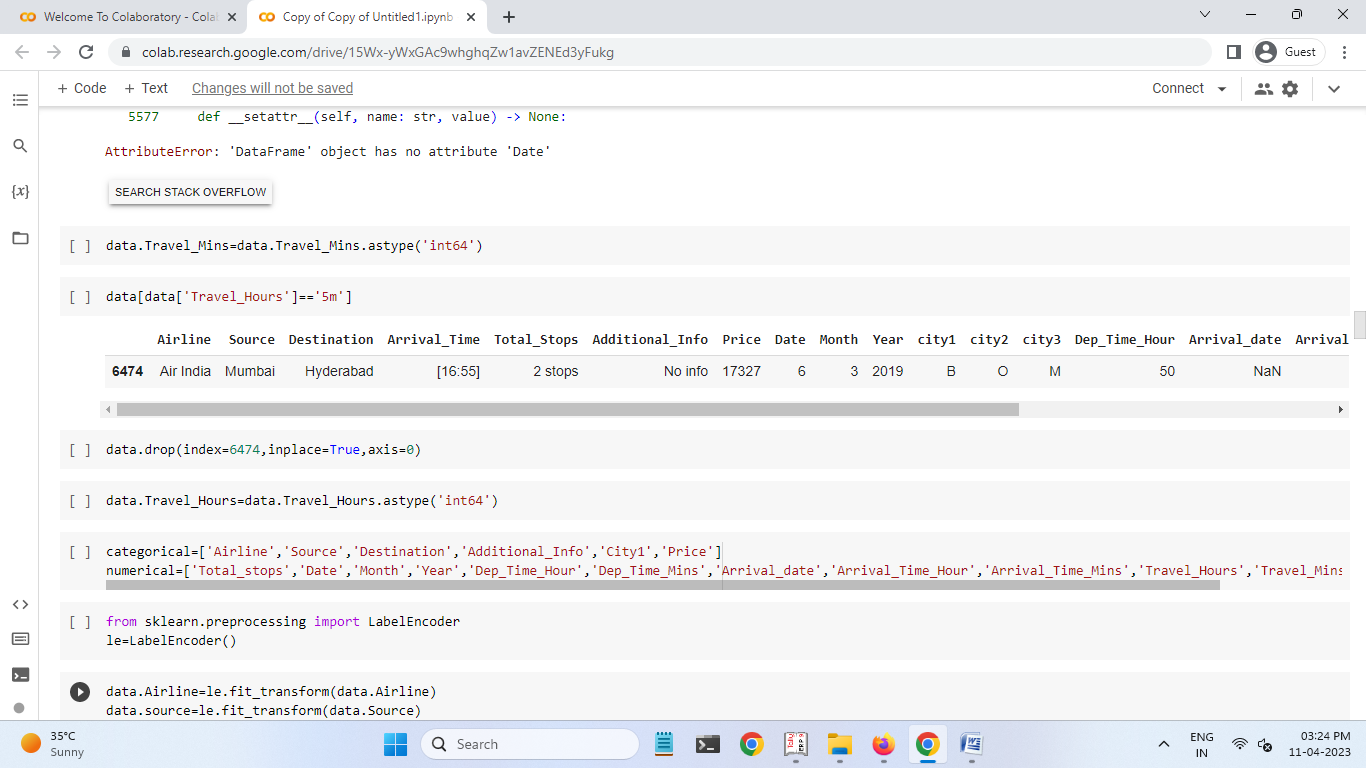 Welcome To Colaboratory - Cola
Copy of Copy of Untitled1.ipynb
colab.research.google.com/drive/15Wx-yWxGAc9whghqZw1avZENEd3yFukg
Guest
+ Code + Text Changes will not be saved
Connect
5577 def __setattr__(self, name: str, value) -> None:
AttributeError: 'DataFrame' object has no attribute 'Date'
SEARCH STACK OVERFLOW
[ ] data.Travel_Mins=data.Travel_Mins.astype('int64')
[ ] data[data['Travel_Hours']=='5m']
Airline Source Destination Arrival_Time Total_Stops Additional_Info Price Date Month Year city1 city2 city3 Dep_Time_Hour Arrival_date Arrival
6474 Air India Mumbai Hyderabad [16:55] 2 stops No info 17327 6 3 2019 B O M 50 NaN
[ ] data.drop(index=6474,inplace=True,axis=0)
[ ] data.Travel_Hours=data.Travel_Hours.astype('int64')
[ ] categorical=['Airline','Source','Destination','Additional_Info','City1','Price']
numerical=['Total_stops','Date','Month','Year','Dep_Time_Hour','Dep_Time_Mins','Arrival_date','Arrival_Time_Hour','Arrival_Time_Mins','Travel_Hours','Travel_Mins
[ ] from sklearn.preprocessing import LabelEncoder
le=LabelEncoder()
data.Airline=le.fit_transform(data.Airline)
data.source=le.fit_transform(data.Source)
35°C
Sunny
Search
ENG
IN
03:24 PM
11-04-2023